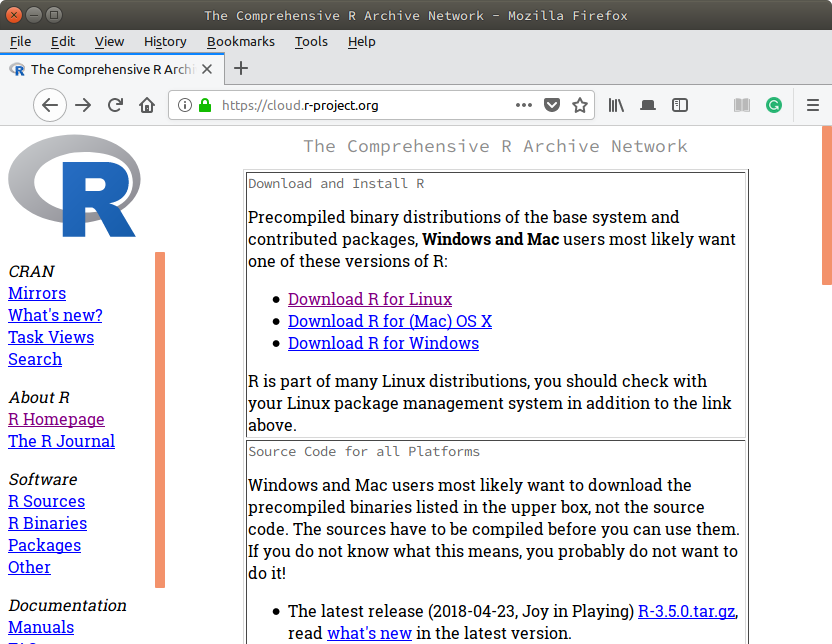 The Comprehensive R Archive Network - Mozilla Firefox
File Edit View History Bookmarks Tools Help
The Comprehensive R Archi
https://cloud.r-project.org
The Comprehensive R Archive Network
R
CRAN
Mirrors
What's new?
Task Views
Search
About R
R Homepage
The R Journal
Software
R Sources
R Binaries
Packages
Other
Documentation
Manuals
Download and Install R
Precompiled binary distributions of the base system and
contributed packages, Windows and Mac users most likely want
one of these versions of R:
• Download R for Linux
• Download R for (Mac) OS X
• Download R for Windows
R is part of many Linux distributions, you should check with
your Linux package management system in addition to the link
above.
Source Code for all Platforms
Windows and Mac users most likely want to download the
precompiled binaries listed in the upper box, not the source
code. The sources have to be compiled before you can use them.
If you do not know what this means, you probably do not want to
do it!
• The latest release (2018-04-23, Joy in Playing) R-3.5.0.tar.gz,
read what's new in the latest version.